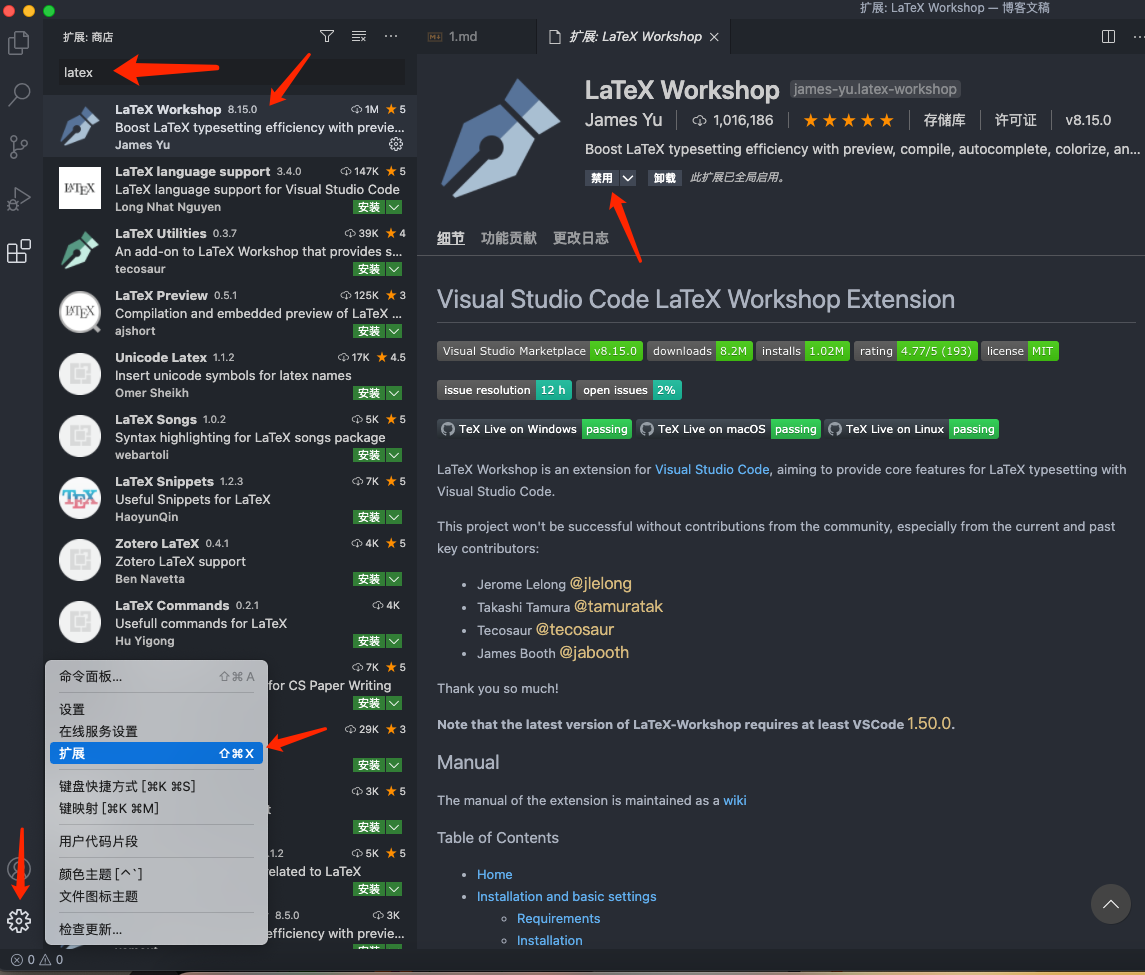 扩展: LaTeX Workshop — 博客文稿
扩展: 商店
latex
LaTeX Workshop 8.15.0 1M 5
Boost LaTeX typesetting efficiency with previe...
James Yu
LaTeX language support 3.4.0 147K 5
LaTeX language support for Visual Studio Code
Long Nhat Nguyen 安装
LaTeX Utilities 0.3.7 39K 4
An add-on to LaTeX Workshop that provides s...
tecosaur 安装
LaTeX Preview 0.5.1 125K 3
Compilation and embedded preview of LaTeX ...
ajshort 安装
Unicode Latex 1.1.2 17K 4.5
Insert unicode symbols for latex names
Omer Sheikh 安装
LaTeX Songs 1.0.2 5K 5
Syntax highlighting for LaTeX songs package
webartoli 安装
LaTeX Snippets 1.2.3 7K 5
Useful Snippets for LaTeX
HaoyunQin 安装
Zotero LaTeX 0.4.1 4K 5
Zotero LaTeX support
Ben Navetta 安装
LaTeX Commands 0.2.1 4K
Usefull commands for LaTeX
Hu Yigong 安装
7K 5
for CS Paper Writing
安装
29K 3
安装
3K 5
t
安装
.1.2 5K 5
elated to LaTeX
安装
8.5.0 3K
efficiency with previe...
安装
命令面板... ⇧⌘A
设置
在线服务设置
扩展 ⇧⌘X
键盘快捷方式 [⌘K ⌘S]
键映射 [⌘K ⌘M]
用户代码片段
颜色主题 [^`]
文件图标主题
检查更新...
0 0
1.md
扩展: LaTeX Workshop ×
LaTeX Workshop james-yu.latex-workshop
James Yu 1,016,186 ★★★★★ 存储库 许可证 v8.15.0
Boost LaTeX typesetting efficiency with preview, compile, autocomplete, colorize, an...
禁用 卸载 此扩展已全局启用。
细节 功能贡献 更改日志
Visual Studio Code LaTeX Workshop Extension
Visual Studio Marketplace v8.15.0 downloads 8.2M installs 1.02M rating 4.77/5 (193) license MIT
issue resolution 12 h open issues 2%
TeX Live on Windows passing TeX Live on macOS passing TeX Live on Linux passing
LaTeX Workshop is an extension for Visual Studio Code, aiming to provide core features for LaTeX typesetting with
Visual Studio Code.
This project won't be successful without contributions from the community, especially from the current and past
key contributors:
• Jerome Lelong @jlelong
• Takashi Tamura @tamuratak
• Tecosaur @tecosaur
• James Booth @jabooth
Thank you so much!
Note that the latest version of LaTeX-Workshop requires at least VSCode 1.50.0.
Manual
The manual of the extension is maintained as a wiki
Table of Contents
• Home
• Installation and basic settings
◦ Requirements
◦ Installation